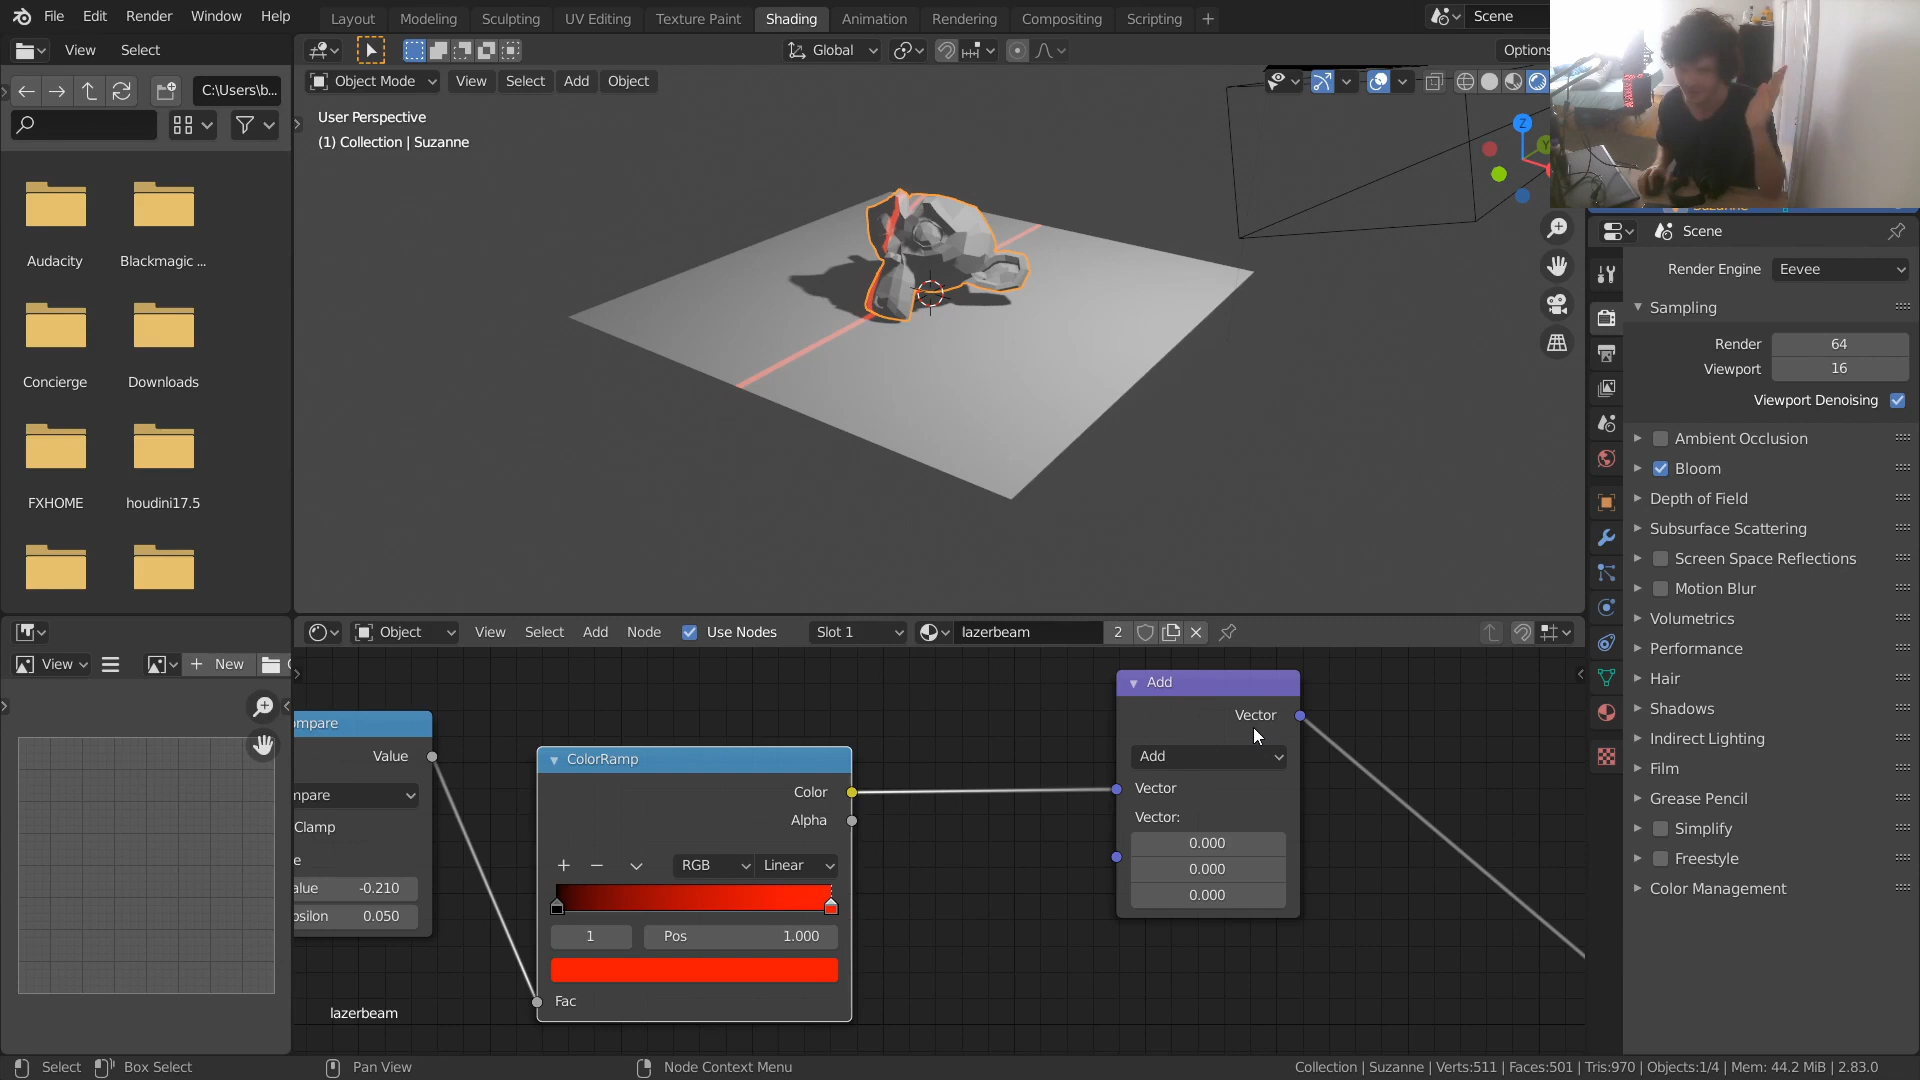 File Edit Render Window Help Layout Modeling Sculpting UV Editing Texture Paint Shading Animation Rendering Compositing Scripting + Scene
View Select Global Options
C:\Users\b... Object Mode View Select Add Object
User Perspective
(1) Collection | Suzanne
Z
Audacity Blackmagic ...
Concierge Downloads
FXHOME houdini17.5
Scene
Render Engine Eevee
Sampling
Render 64
Viewport 16
Viewport Denoising
Ambient Occlusion
Bloom
Depth of Field
Subsurface Scattering
Screen Space Reflections
Motion Blur
Volumetrics
Performance
Hair
Shadows
Indirect Lighting
Film
Grease Pencil
Simplify
Freestyle
Color Management
Object View Select Add Node Use Nodes Slot 1 lazerbeam 2
View + New
ompare
Value
mpare
Clamp
e
alue -0.210
psilon 0.050
ColorRamp
Color
Alpha
RGB Linear
1 Pos 1.000
Fac
Add
Vector
Add
Vector
Vector:
0.000
0.000
0.000
lazerbeam
Select Box Select Pan View Node Context Menu Collection | Suzanne | Verts:511 | Faces:501 | Tris:970 | Objects:1/4 | Mem: 44.2 MiB | 2.83.0